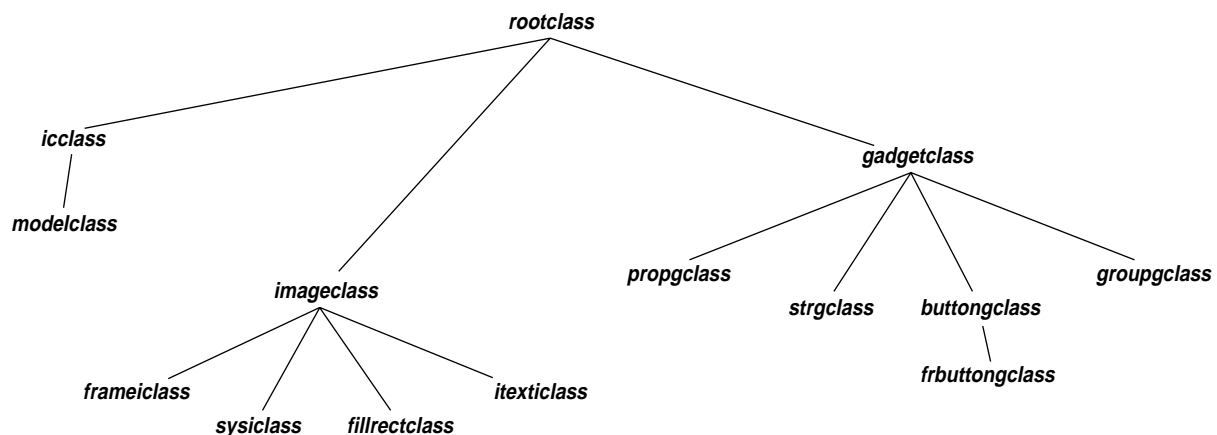 rootclass
icclass
gadgetclass
modelclass
propgclass
groupgclass
imageclass
strgclass
buttongclass
frbuttongclass
frameiclass
itexticlass
sysiclass
fillrectclass